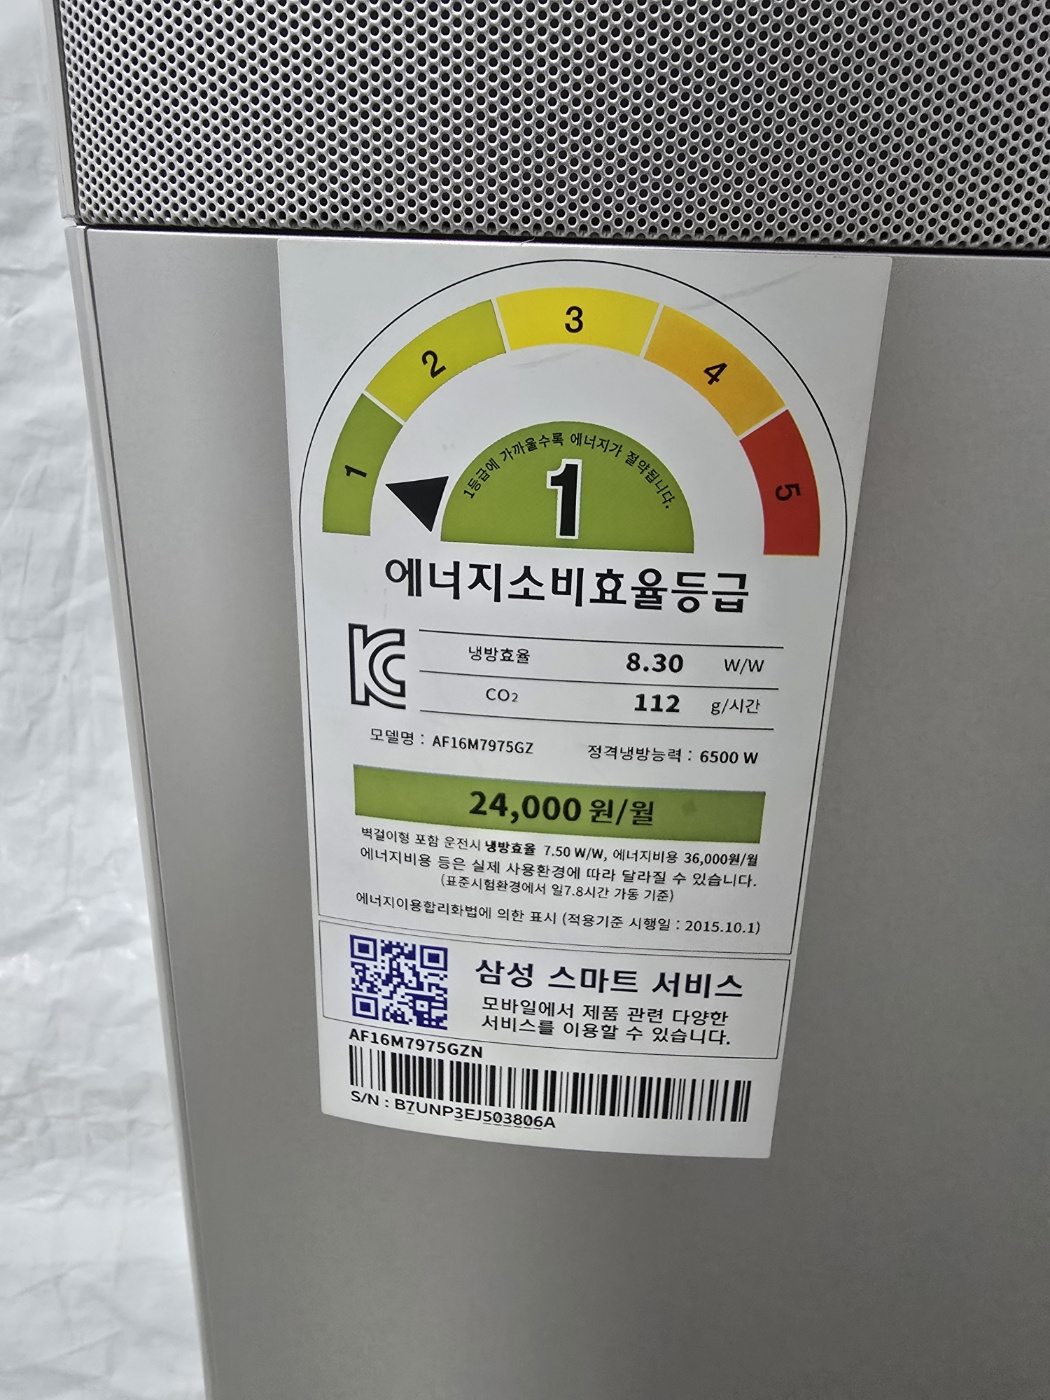 3
2
4
1
5
1등급에 가까울수록 에너지가 절약됩니다.
1
에너지소비효율등급
냉방효율 8.30 W/W
CO₂ 112 g/시간
모델명 : AF16M7975GZ 정격냉방능력 : 6500 W
24,000 원/월
벽걸이형 포함 운전시 냉방효율 7.50 W/W, 에너지비용 36,000원/월
에너지비용 등은 실제 사용환경에 따라 달라질 수 있습니다.
(표준시험환경에서 일7.8시간 가동 기준)
에너지이용합리화법에 의한 표시 (적용기준 시행일 : 2015.10.1)
삼성 스마트 서비스
모바일에서 제품 관련 다양한
서비스를 이용할 수 있습니다.
AF16M7975GZN
S/N : B7UNP3EJ503806A